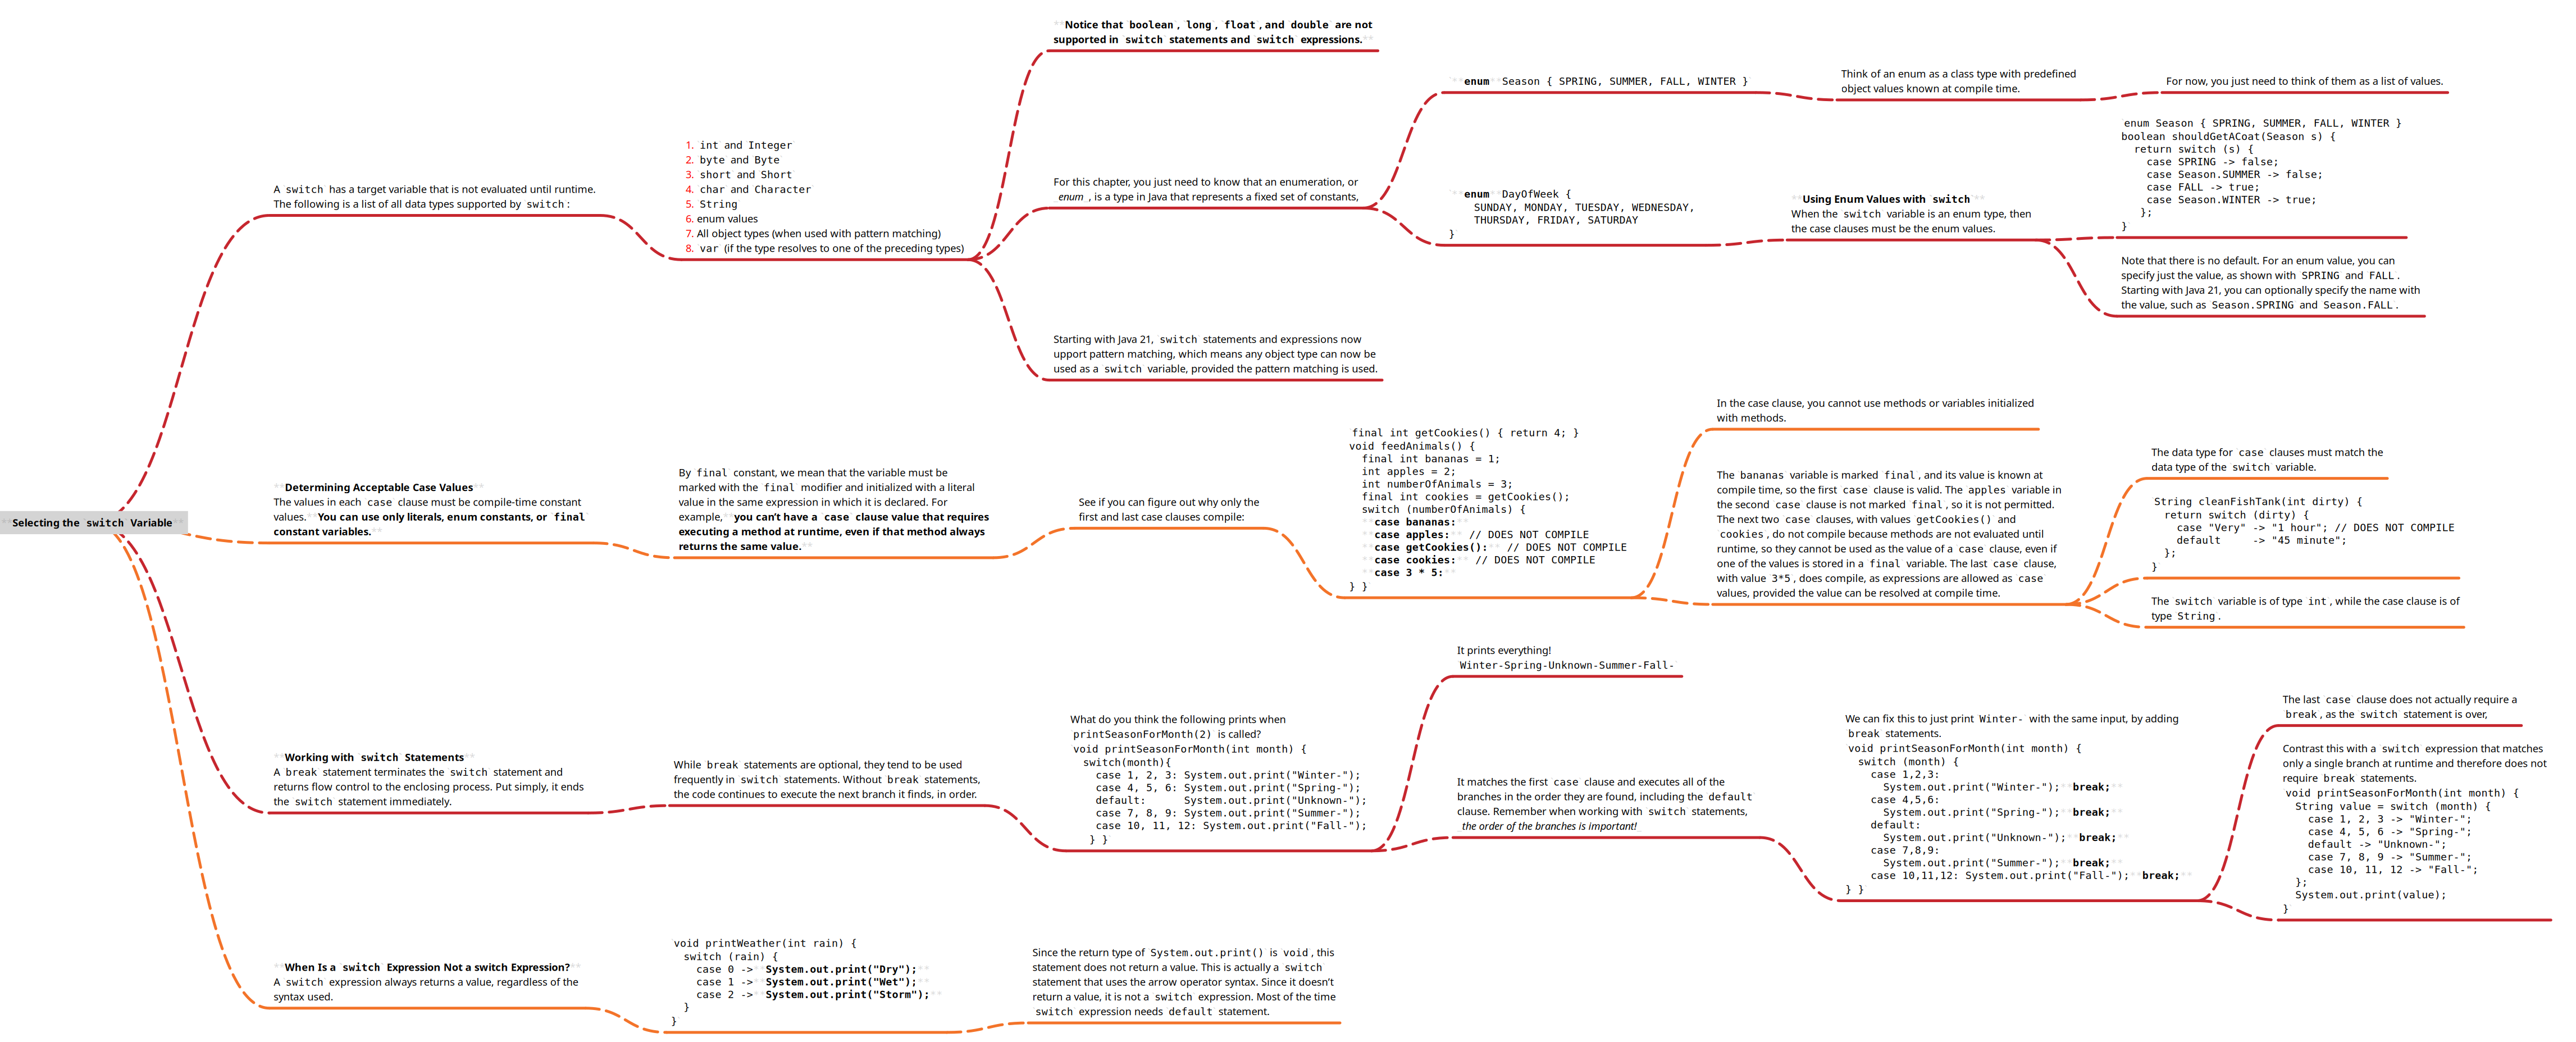 **Selecting the `switch` Variable**
A `switch` has a target variable that is not evaluated until runtime.
The following is a list of all data types supported by `switch`:
1. `int` and `Integer`
2. `byte` and `Byte`
3. `short` and `Short`
4. `char` and `Character`
5. `String`
6. enum values
7. All object types (when used with pattern matching)
8. `var` (if the type resolves to one of the preceding types)
**Notice that `boolean`, `long`, `float`, and `double` are not
supported in `switch` statements and `switch` expressions.**
For this chapter, you just need to know that an enumeration, or
_enum_, is a type in Java that represents a fixed set of constants,
`**enum** Season { SPRING, SUMMER, FALL, WINTER }`
Think of an enum as a class type with predefined
object values known at compile time.
For now, you just need to think of them as a list of values.
`**enum** DayOfWeek {
SUNDAY, MONDAY, TUESDAY, WEDNESDAY,
THURSDAY, FRIDAY, SATURDAY
}`
**Using Enum Values with `switch`**
When the `switch` variable is an enum type, then
the case clauses must be the enum values.
`enum Season { SPRING, SUMMER, FALL, WINTER }
boolean shouldGetACoat(Season s) {
return switch (s) {
case SPRING -> false;
case Season.SUMMER -> false;
case FALL -> true;
case Season.WINTER -> true;
};
}`
Note that there is no default. For an enum value, you can
specify just the value, as shown with `SPRING` and `FALL`.
Starting with Java 21, you can optionally specify the name with
the value, such as `Season.SPRING` and `Season.FALL`.
Starting with Java 21, `switch` statements and expressions now
upport pattern matching, which means any object type can now be
used as a `switch` variable, provided the pattern matching is used.
**Determining Acceptable Case Values**
The values in each `case` clause must be compile-time constant
values. **You can use only literals, enum constants, or `final`
constant variables.**
By `final` constant, we mean that the variable must be
marked with the `final` modifier and initialized with a literal
value in the same expression in which it is declared. For
example, **you can't have a `case` clause value that requires
executing a method at runtime, even if that method always
returns the same value.**
See if you can figure out why only the
first and last case clauses compile:
`final int getCookies() { return 4; }
void feedAnimals() {
final int bananas = 1;
int apples = 2;
int numberOfAnimals = 3;
final int cookies = getCookies();
switch (numberOfAnimals) {
**case bananas:**
**case apples:** // DOES NOT COMPILE
**case getCookies():** // DOES NOT COMPILE
**case cookies:** // DOES NOT COMPILE
**case 3 * 5:**
} }`
In the case clause, you cannot use methods or variables initialized
with methods.
The `bananas` variable is marked `final`, and its value is known at
compile time, so the first `case` clause is valid. The `apples` variable in
the second `case` clause is not marked `final`, so it is not permitted.
The next two `case` clauses, with values `getCookies()` and
`cookies`, do not compile because methods are not evaluated until
runtime, so they cannot be used as the value of a `case` clause, even if
one of the values is stored in a `final` variable. The last `case` clause,
with value `3*5`, does compile, as expressions are allowed as `case`
values, provided the value can be resolved at compile time.
The data type for `case` clauses must match the
data type of the `switch` variable.
`String cleanFishTank(int dirty) {
return switch (dirty) {
case "Very" -> "1 hour"; // DOES NOT COMPILE
default -> "45 minute";
};
}`
The `switch` variable is of type `int`, while the case clause is of
type `String`.
**Working with `switch` Statements**
A `break` statement terminates the `switch` statement and
returns flow control to the enclosing process. Put simply, it ends
the `switch` statement immediately.
While `break` statements are optional, they tend to be used
frequently in `switch` statements. Without `break` statements,
the code continues to execute the next branch it finds, in order.
What do you think the following prints when
`printSeasonForMonth(2)` is called?
`void printSeasonForMonth(int month) {
switch(month){
case 1, 2, 3: System.out.print("Winter-");
case 4, 5, 6: System.out.print("Spring-");
default: System.out.print("Unknown-");
case 7, 8, 9: System.out.print("Summer-");
case 10, 11, 12: System.out.print("Fall-");
} }`
It prints everything!
`Winter-Spring-Unknown-Summer-Fall-`
It matches the first `case` clause and executes all of the
branches in the order they are found, including the `default`
clause. Remember when working with `switch` statements,
_the order of the branches is important!_
We can fix this to just print `Winter-` with the same input, by adding
`break` statements.
`void printSeasonForMonth(int month) {
switch (month) {
case 1,2,3:
System.out.print("Winter-"); **break;**
case 4,5,6:
System.out.print("Spring-"); **break;**
default:
System.out.print("Unknown-"); **break;**
case 7,8,9:
System.out.print("Summer-"); **break;**
case 10,11,12: System.out.print("Fall-"); **break;**
} }`
The last `case` clause does not actually require a
`break`, as the `switch` statement is over,
Contrast this with a `switch` expression that matches
only a single branch at runtime and therefore does not
require `break` statements.
`void printSeasonForMonth(int month) {
String value = switch (month) {
case 1, 2, 3 -> "Winter-";
case 4, 5, 6 -> "Spring-";
default -> "Unknown-";
case 7, 8, 9 -> "Summer-";
case 10, 11, 12 -> "Fall-";
};
System.out.print(value);
}`
**When Is a `switch` Expression Not a switch Expression?**
A `switch` expression always returns a value, regardless of the
syntax used.
`void printWeather(int rain) {
switch (rain) {
case 0 -> **System.out.print("Dry");**
case 1 -> **System.out.print("Wet");**
case 2 -> **System.out.print("Storm");**
}
}`
Since the return type of `System.out.print()` is `void`, this
statement does not return a value. This is actually a `switch`
statement that uses the arrow operator syntax. Since it doesn't
return a value, it is not a `switch` expression. Most of the time
`switch` expression needs `default` statement.